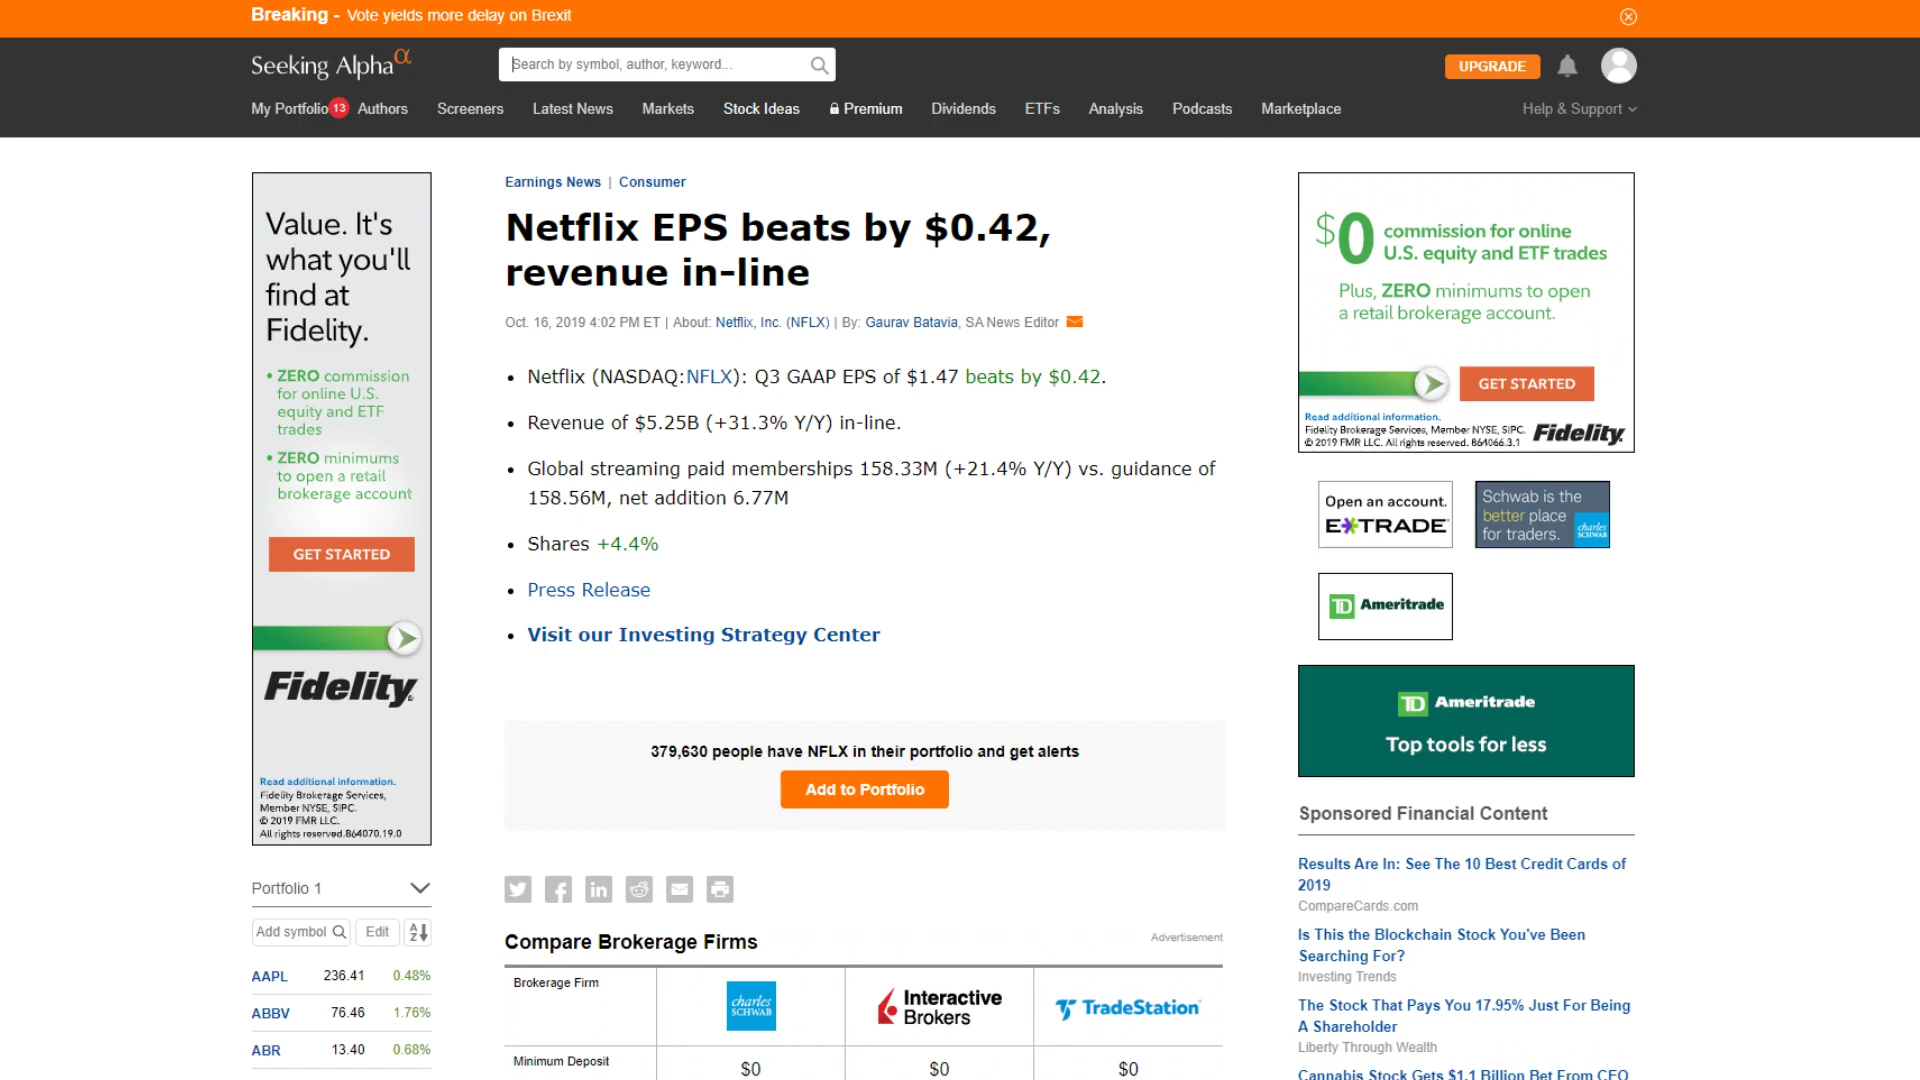 Breaking - Vote yields more delay on Brexit
Seeking Alpha α
Search by symbol, author, keyword...
UPGRADE
My Portfolio 13 Authors Screeners Latest News Markets Stock Ideas Premium Dividends ETFs Analysis Podcasts Marketplace Help & Support
Value. It's
what you'll
find at
Fidelity.
• ZERO commission
for online U.S.
equity and ETF
trades
• ZERO minimums
to open a retail
brokerage account
GET STARTED
Fidelity
Read additional information.
Fidelity Brokerage Services,
Member NYSE, SIPC.
© 2019 FMR LLC.
All rights reserved.864070.19.0
Portfolio 1
Add symbol Edit A Z
AAPL 236.41 0.48%
ABBV 76.46 1.76%
ABR 13.40 0.68%
Earnings News | Consumer
Netflix EPS beats by $0.42,
revenue in-line
Oct. 16, 2019 4:02 PM ET | About: Netflix, Inc. (NFLX) | By: Gaurav Batavia, SA News Editor
• Netflix (NASDAQ:NFLX): Q3 GAAP EPS of $1.47 beats by $0.42.
• Revenue of $5.25B (+31.3% Y/Y) in-line.
• Global streaming paid memberships 158.33M (+21.4% Y/Y) vs. guidance of
158.56M, net addition 6.77M
• Shares +4.4%
• Press Release
• Visit our Investing Strategy Center
379,630 people have NFLX in their portfolio and get alerts
Add to Portfolio
Compare Brokerage Firms
Advertisement
Brokerage Firm charles SCHWAB Interactive Brokers TradeStation
Minimum Deposit $0 $0 $0
$0 commission for online
U.S. equity and ETF trades
Plus, ZERO minimums to open
a retail brokerage account.
GET STARTED
Read additional information.
Fidelity Brokerage Services, Member NYSE, SIPC.
© 2019 FMR LLC. All rights reserved. 864066.3.1
Fidelity
Open an account.
E*TRADE
Schwab is the
better place
for traders.
charles SCHWAB
TD Ameritrade
TD Ameritrade
Top tools for less
Sponsored Financial Content
Results Are In: See The 10 Best Credit Cards of
2019
CompareCards.com
Is This the Blockchain Stock You've Been
Searching For?
Investing Trends
The Stock That Pays You 17.95% Just For Being
A Shareholder
Liberty Through Wealth
Cannabis Stock Gets $1.1 Billion Bet From CEO